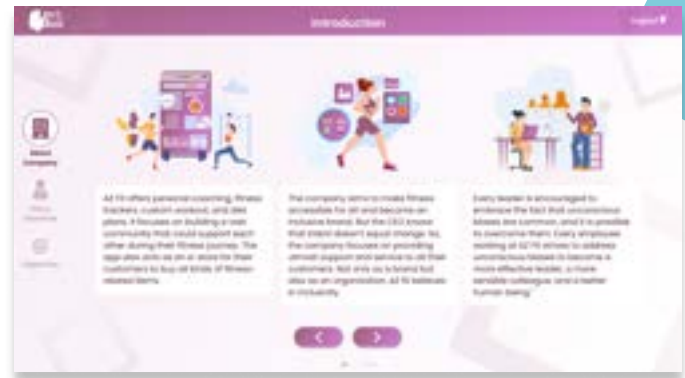 Introduction
All Fit offers personal coaching, fitness
trackers, custom workout, and diet
plans. It focuses on building a
community that could support each
other during their fitness journey. The
app also acts as an e-store for their
customers to buy all kinds of fitness-
related items.
The company aims to make fitness
accessible for all and become an
inclusive brand. But the CEO knows
that intent doesn't equal change. So,
the company focuses on providing
utmost support and service to all their
customers. Not only as a brand but
also as an organization, All Fit believes
in inclusivity.
Every leader is encouraged to
embrace the fact that unconscious
biases are common, and it is possible
to overcome them. Every employee
working at All Fit strives to address
unconscious biases to become a
more effective leader, a more
sensible colleague, and a better
human being.